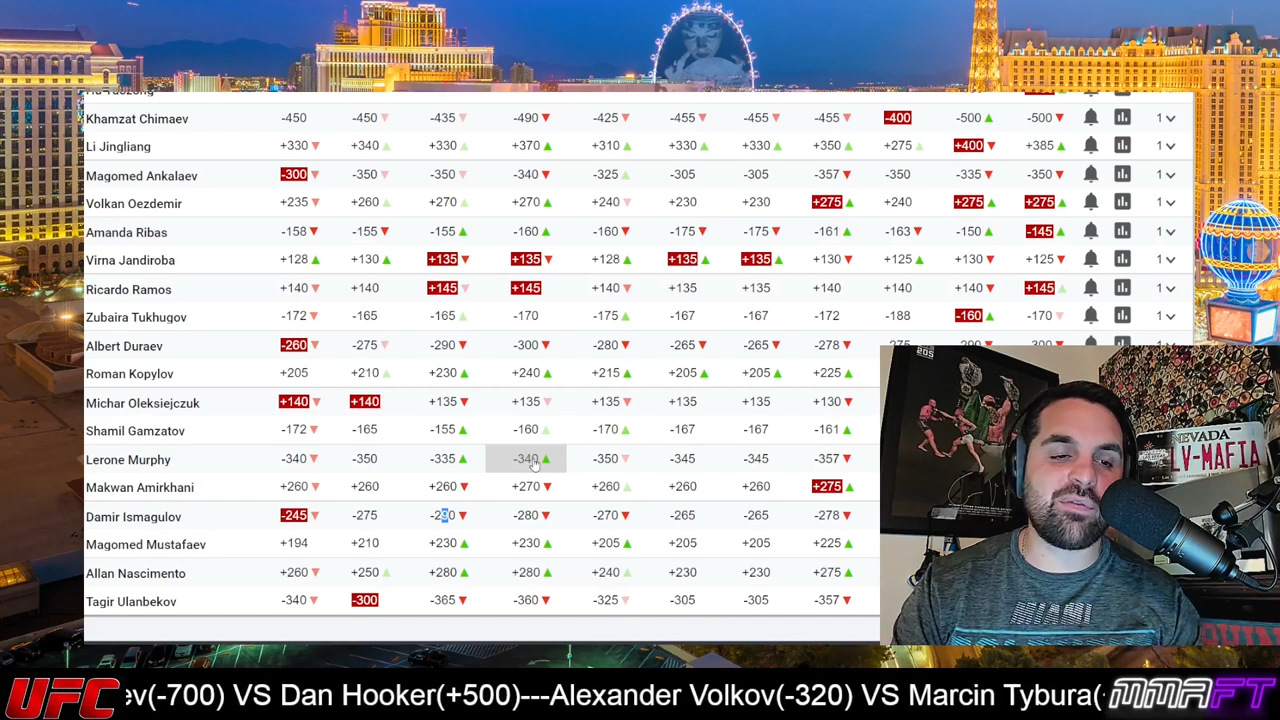 Khamzat Chimaev -450 -450 -435 -490 -425 -455 -455 -455 -400 -500 -500 1
Li Jingliang +330 +340 +330 +370 +310 +330 +330 +350 +275 +400 +385 1
Magomed Ankalaev -300 -350 -350 -340 -325 -305 -305 -357 -350 -335 -350 1
Volkan Oezdemir +235 +260 +270 +270 +240 +230 +230 +275 +240 +275 +275 1
Amanda Ribas -158 -155 -155 -160 -160 -175 -175 -161 -163 -150 -145 1
Virna Jandiroba +128 +130 +135 +135 +128 +135 +135 +130 +125 +130 +125 1
Ricardo Ramos +140 +140 +145 +145 +140 +135 +135 +140 +140 +140 +145 1
Zubaira Tukhugov -172 -165 -165 -170 -175 -167 -167 -172 -188 -160 -170 1
Albert Duraev -260 -275 -290 -300 -280 -265 -265 -278
Roman Kopylov +205 +210 +230 +240 +215 +205 +205 +225
Michar Oleksiejczuk +140 +140 +135 +135 +135 +135 +135 +130
Shamil Gamzatov -172 -165 -155 -160 -170 -167 -167 -161
Lerone Murphy -340 -350 -335 -340 -350 -345 -345 -357
Makwan Amirkhani +260 +260 +260 +270 +260 +260 +260 +275
Damir Ismagulov -245 -275 -290 -280 -270 -265 -265 -278
Magomed Mustafaev +194 +210 +230 +230 +205 +205 +205 +225
Allan Nascimento +260 +250 +280 +280 +240 +230 +230 +275
Tagir Ulanbekov -340 -300 -365 -360 -325 -305 -305 -357
NEVADA
LV-MAFIA
MIAMI
UFC ev(-700) VS Dan Hooker(+500)---Alexander Volkov(-320) VS Marcin Tybura( MMAFT